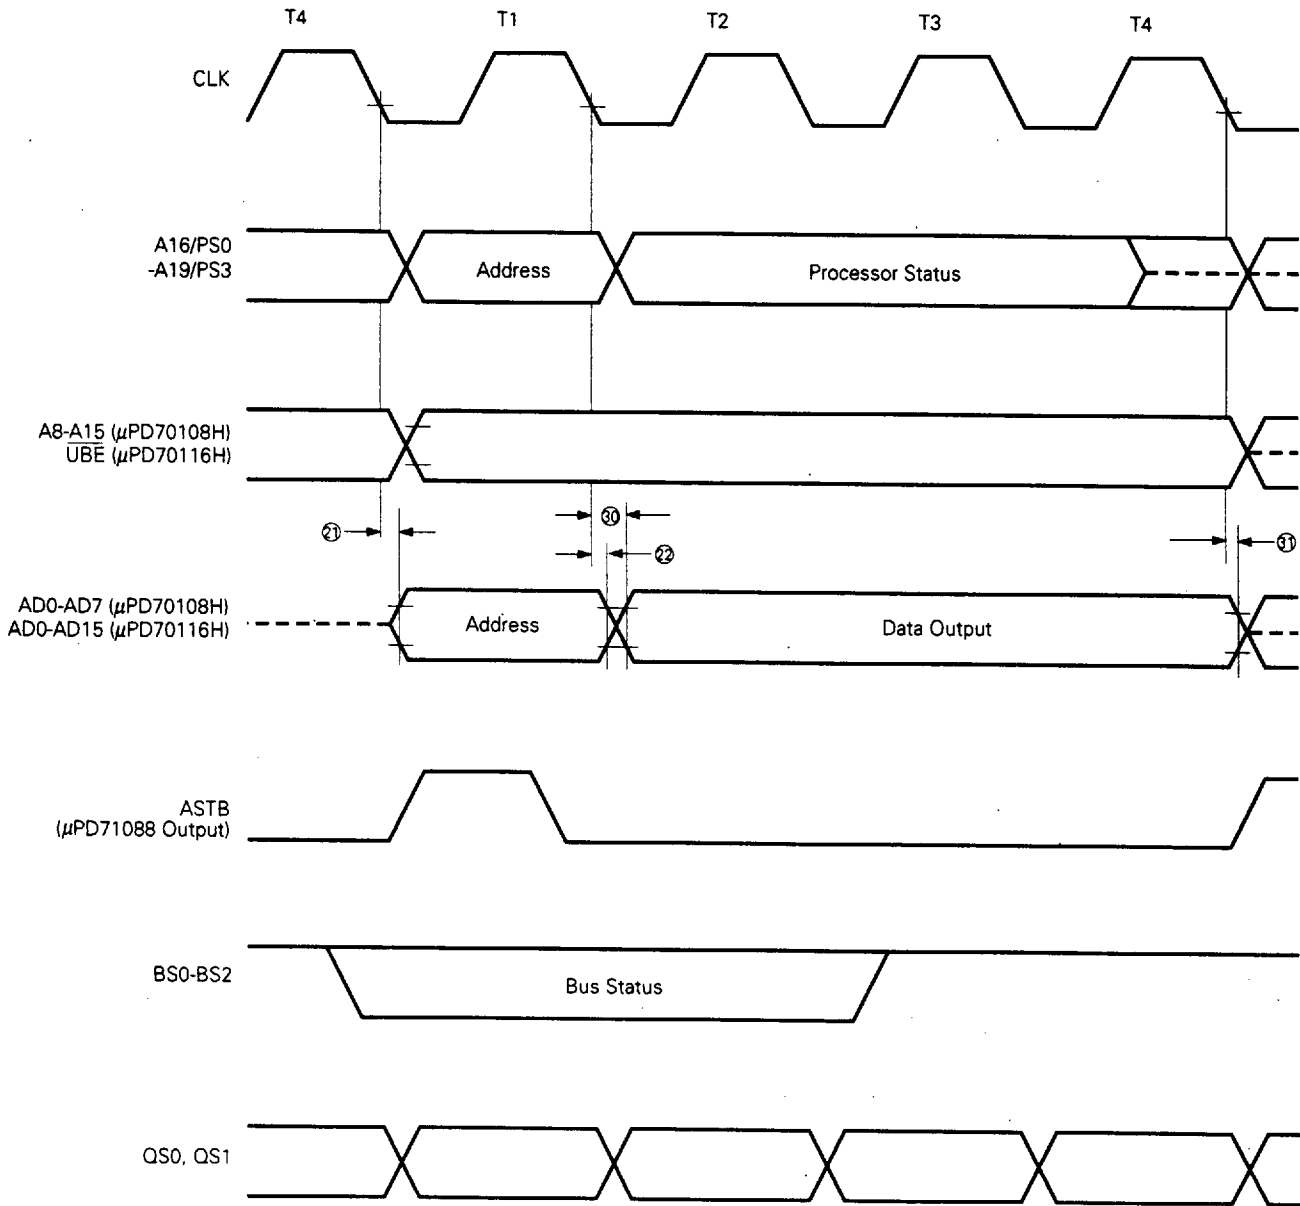 T4 T1 T2 T3 T4
CLK
A16/PS0
-A19/PS3
Address
Processor Status
A8-A15 (μPD70108H)
UBE (μPD70116H)
21
30
22
31
AD0-AD7 (μPD70108H)
AD0-AD15 (μPD70116H)
Address
Data Output
ASTB
(μPD71088 Output)
BS0-BS2
Bus Status
QS0, QS1